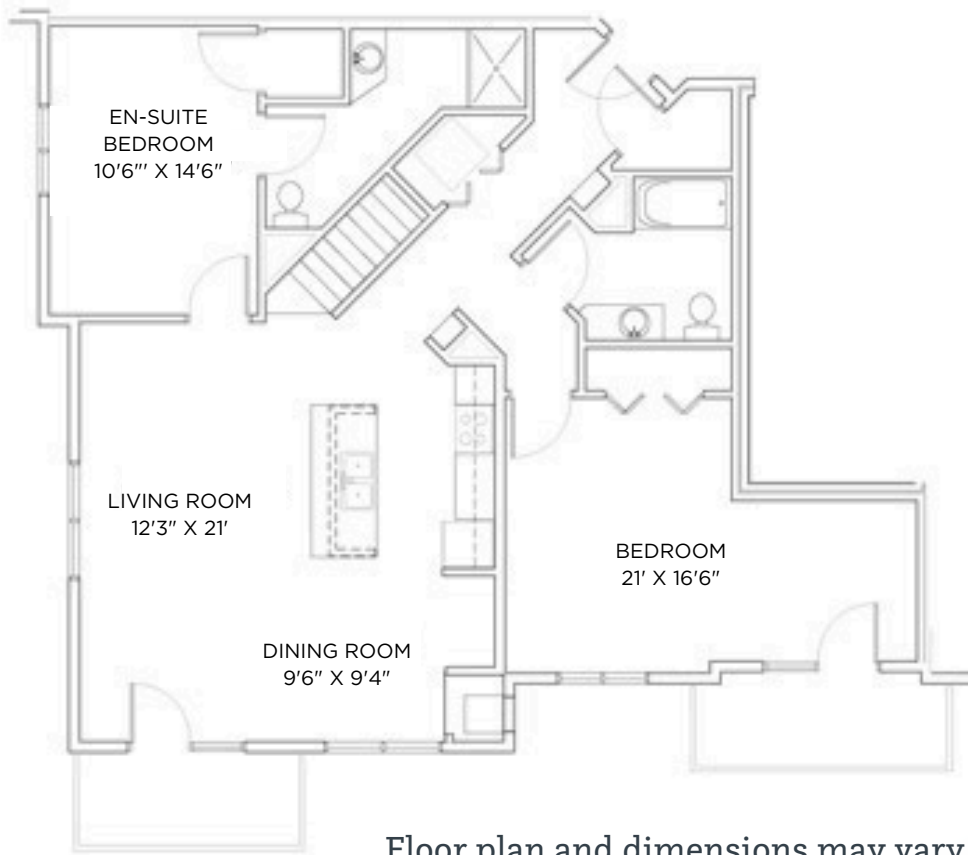 EN-SUITE
BEDROOM
10'6"' X 14'6"
LIVING ROOM
12'3" X 21'
BEDROOM
21' X 16'6"
DINING ROOM
9'6" X 9'4"
Floor plan and dimensions may vary